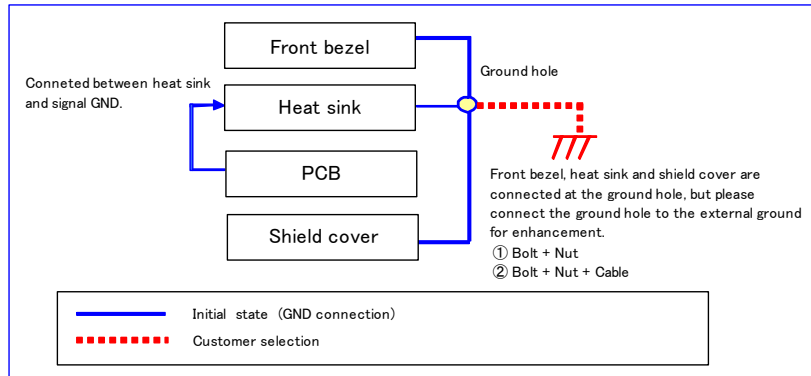 Front bezel
Ground hole
Conneted between heat sink
and signal GND.
Heat sink
PCB
Front bezel, heat sink and shield cover are
connected at the ground hole, but please
connect the ground hole to the external ground
for enhancement.
① Bolt + Nut
② Bolt + Nut + Cable
Shield cover
Initial state (GND connection)
Customer selection